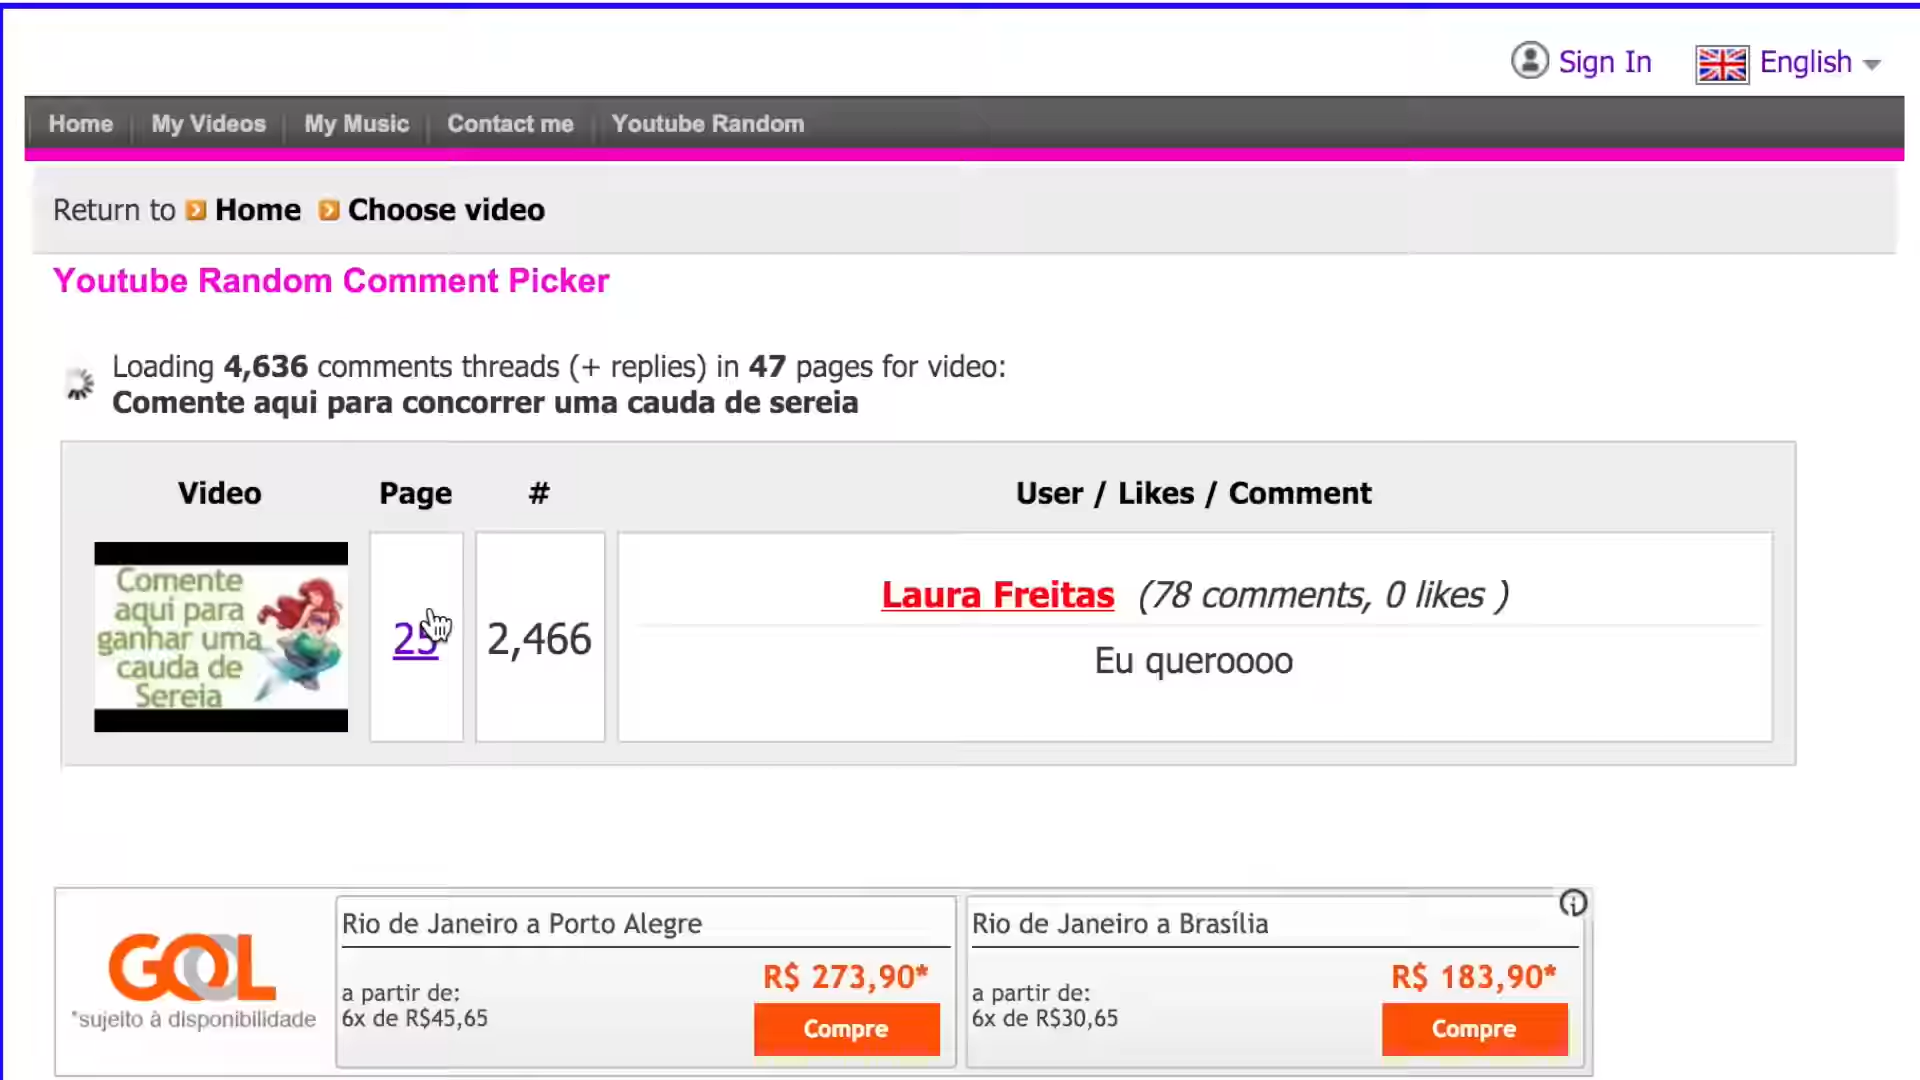 Sign In English
Home My Videos My Music Contact me Youtube Random
Return to Home Choose video
Youtube Random Comment Picker
Loading 4,636 comments threads (+ replies) in 47 pages for video:
Comente aqui para concorrer uma cauda de sereia
Video Page # User / Likes / Comment
Comente
aqui para
ganhar uma
cauda de
Sereia
25
2,466
Laura Freitas (78 comments, 0 likes )
Eu queroooo
GOL
*sujeito à disponibilidade
Rio de Janeiro a Porto Alegre
a partir de:
6x de R$45,65
R$ 273,90*
Compre
Rio de Janeiro a Brasília
a partir de:
6x de R$30,65
R$ 183,90*
Compre